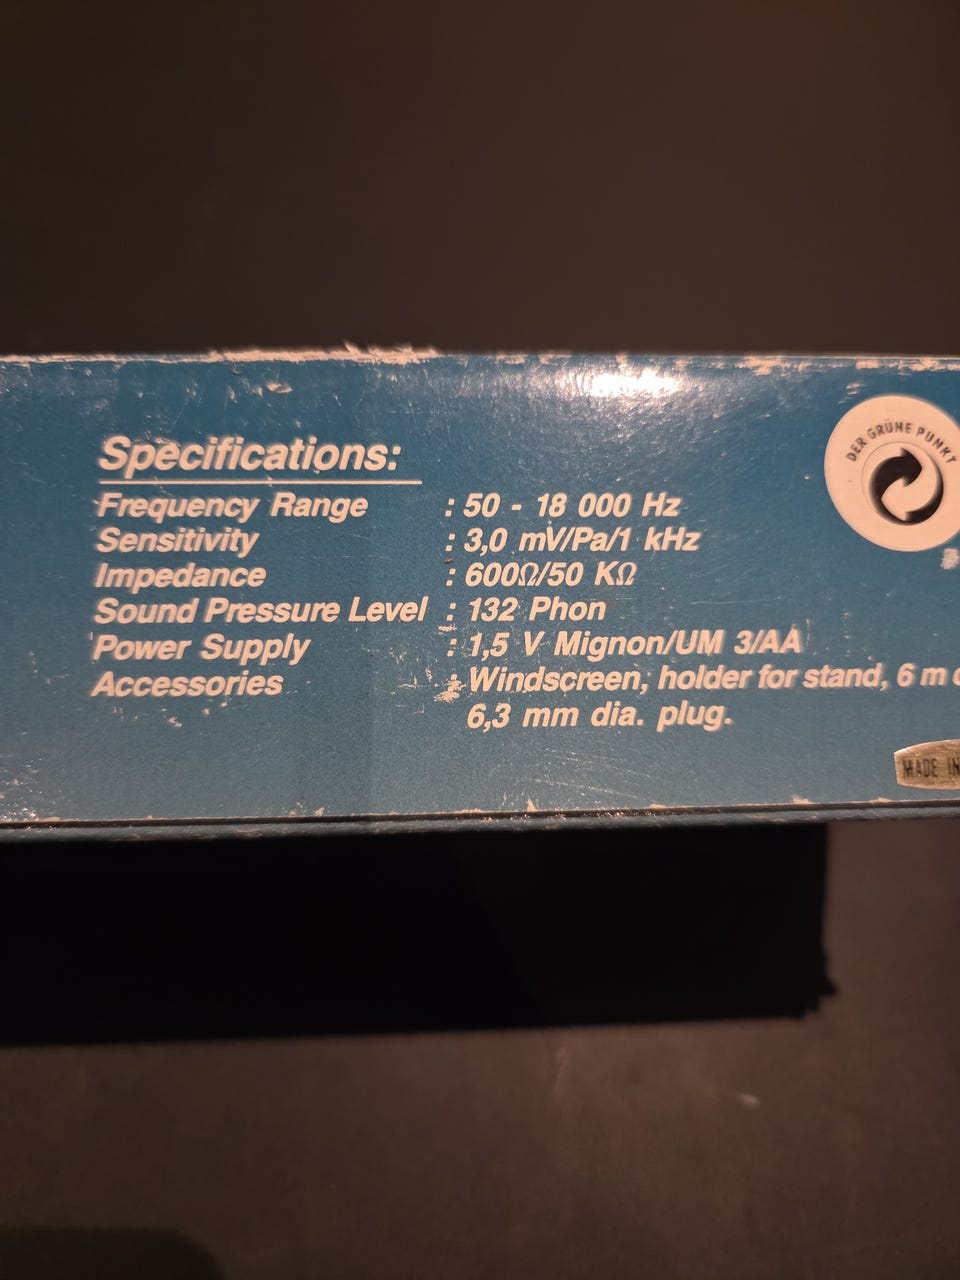 Specifications:
Frequency Range : 50 - 18 000 Hz
Sensitivity : 3,0 mV/Pa/1 kHz
Impedance : 600Ω/50 KΩ
Sound Pressure Level : 132 Phon
Power Supply : 1,5 V Mignon/UM 3/AA
Accessories : Windscreen, holder for stand, 6 m
6,3 mm dia. plug.
DER GRÜNE PUNKT
MADE IN